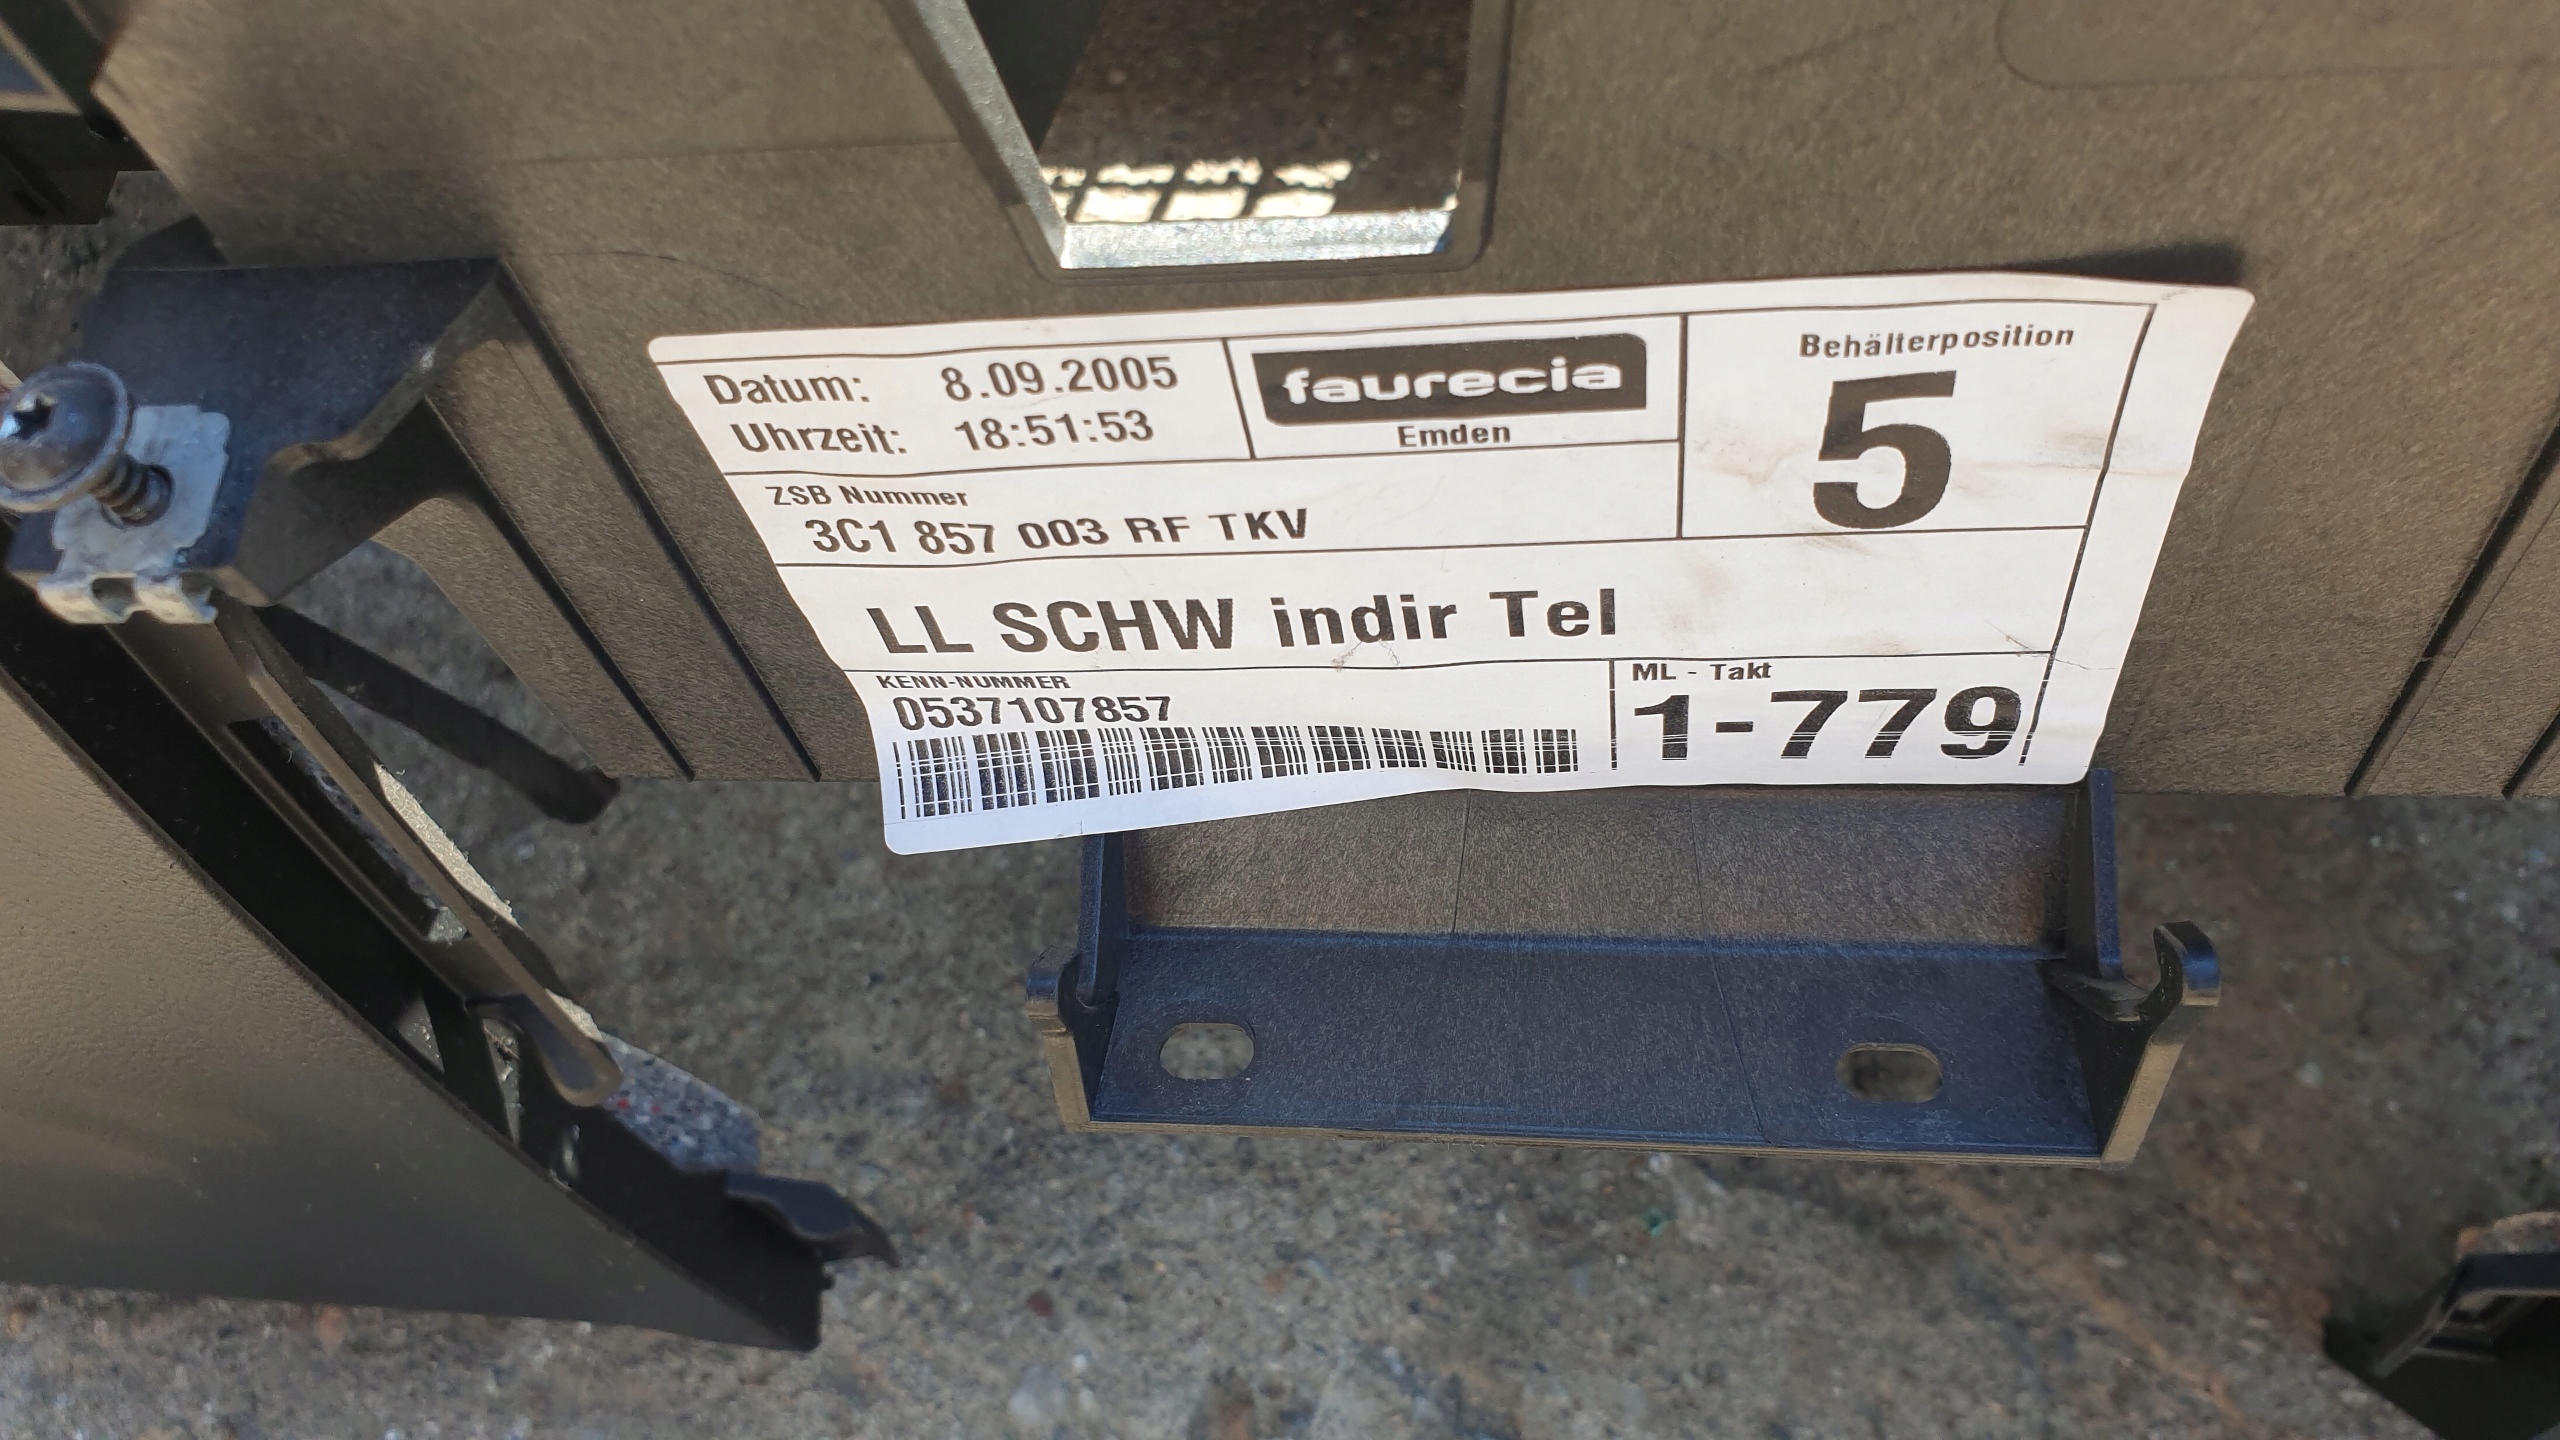 Datum: 8.09.2005
Uhrzeit: 18:51:53
faurecia
Emden
Behälterposition
5
ZSB Nummer
3C1 857 003 RF TKV
LL SCHW indir Tel
KENN-NUMMER
0537107857
ML - Takt
1-779